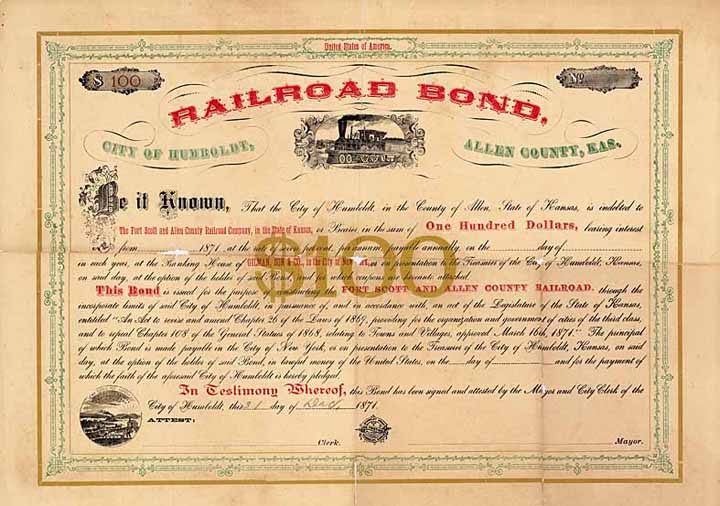 United States of America.
$ 100
No
RAILROAD BOND,
CITY OF HUMBOLDT,
ALLEN COUNTY, KAS.
Be it Known, That the City of Humboldt, in the County of Allen, State of Kansas, is indebted to
The Fort Scott and Allen County Railroad Company, in the State of Kansas, or Bearer, in the sum of One Hundred Dollars, bearing interest
from 1871, at the rate of seven per cent. per annum, payable annually, on the day of
in each year, at the Banking House of GILMAN, SON & CO., in the City of New on presentation to the Treasurer of the City of Humboldt, Kansas,
on said day, at the option of the holder of said Bond, and for which coupons are hereunto attached.
$100
This Bond is issued for the purpose of constructing the FORT SCOTT AND ALLEN COUNTY RAILROAD. through the
incorporate limits of said City of Humboldt, in pursuance of, and in accordance with, an act of the Legislature of the State of Kansas,
entitled "An Act to revise and amend Chapter 26 of the Laws of 1869, providing for the organization and government of cities of the third class,
and to repeal Chapter 108 of the General Statues of 1868, relating to Towns and Villages, approved March 16th, 1871." The principal
of which Bond is made payable in the City of New York, or on presentation to the Treasurer of the City of Humboldt, Kansas, on said
day, at the option of the holder of said Bond, in lawful money of the United States, on the day of and for the payment of
which the faith of the aforesaid City of Humboldt is hereby pledged.
In Testimony Whereof, this Bond has been signed and attested by the Mayor and City Clerk of the
City of Humboldt, this 31 day of Dec, 1871.
ATTEST:
Clerk.
Mayor.